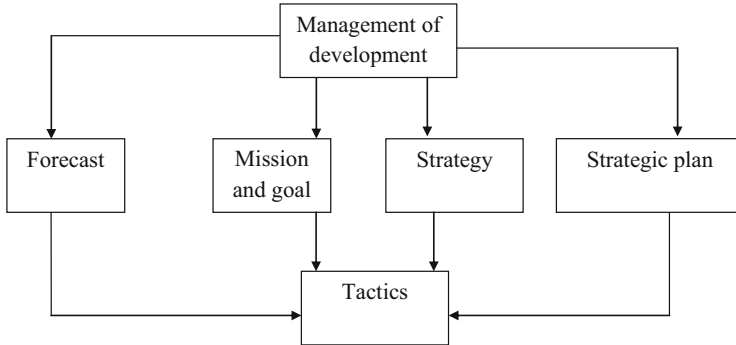 Management of
development
Forecast
Mission
and goal
Strategy
Strategic plan
Tactics